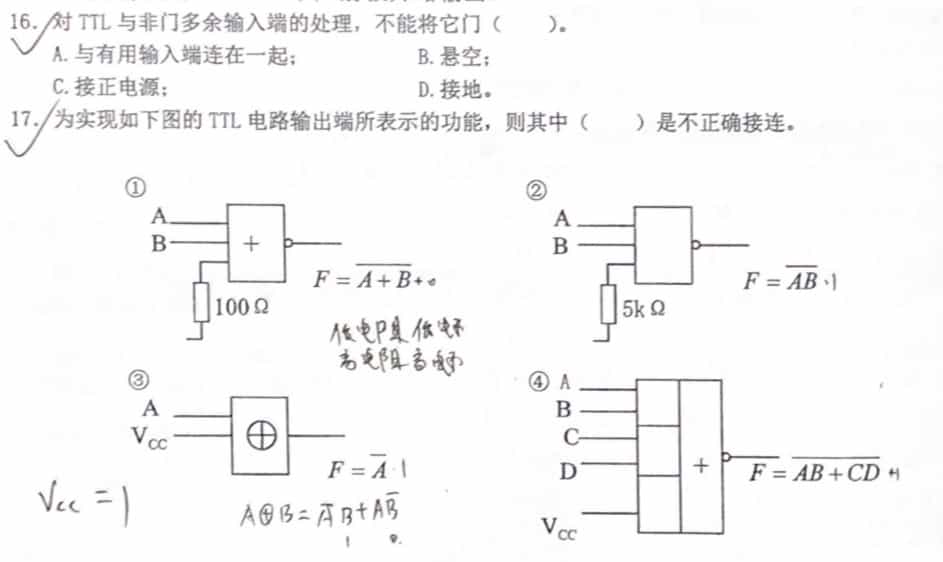 16. 对 TTL 与非门多余输入端的处理，不能将它门（　　）。
A. 与有用输入端连在一起；　　B. 悬空；
C. 接正电源；　　D. 接地。
17. 为实现如下图的 TTL 电路输出端所表示的功能，则其中（　　）是不正确接连。
①
A
B
+
100Ω
F = \overline{A + B} + 0
低电阻低电平
高电阻高电平
②
A
B
5kΩ
F = \overline{AB} · 1
③
A
V_{CC}
⊕
F = \overline{A} · 1
V_{cc} = 1
A⊕B = \overline{A}B + A\overline{B}
1　0.
④
A
B
C
D
V_{CC}
+
F = \overline{AB + CD} +1